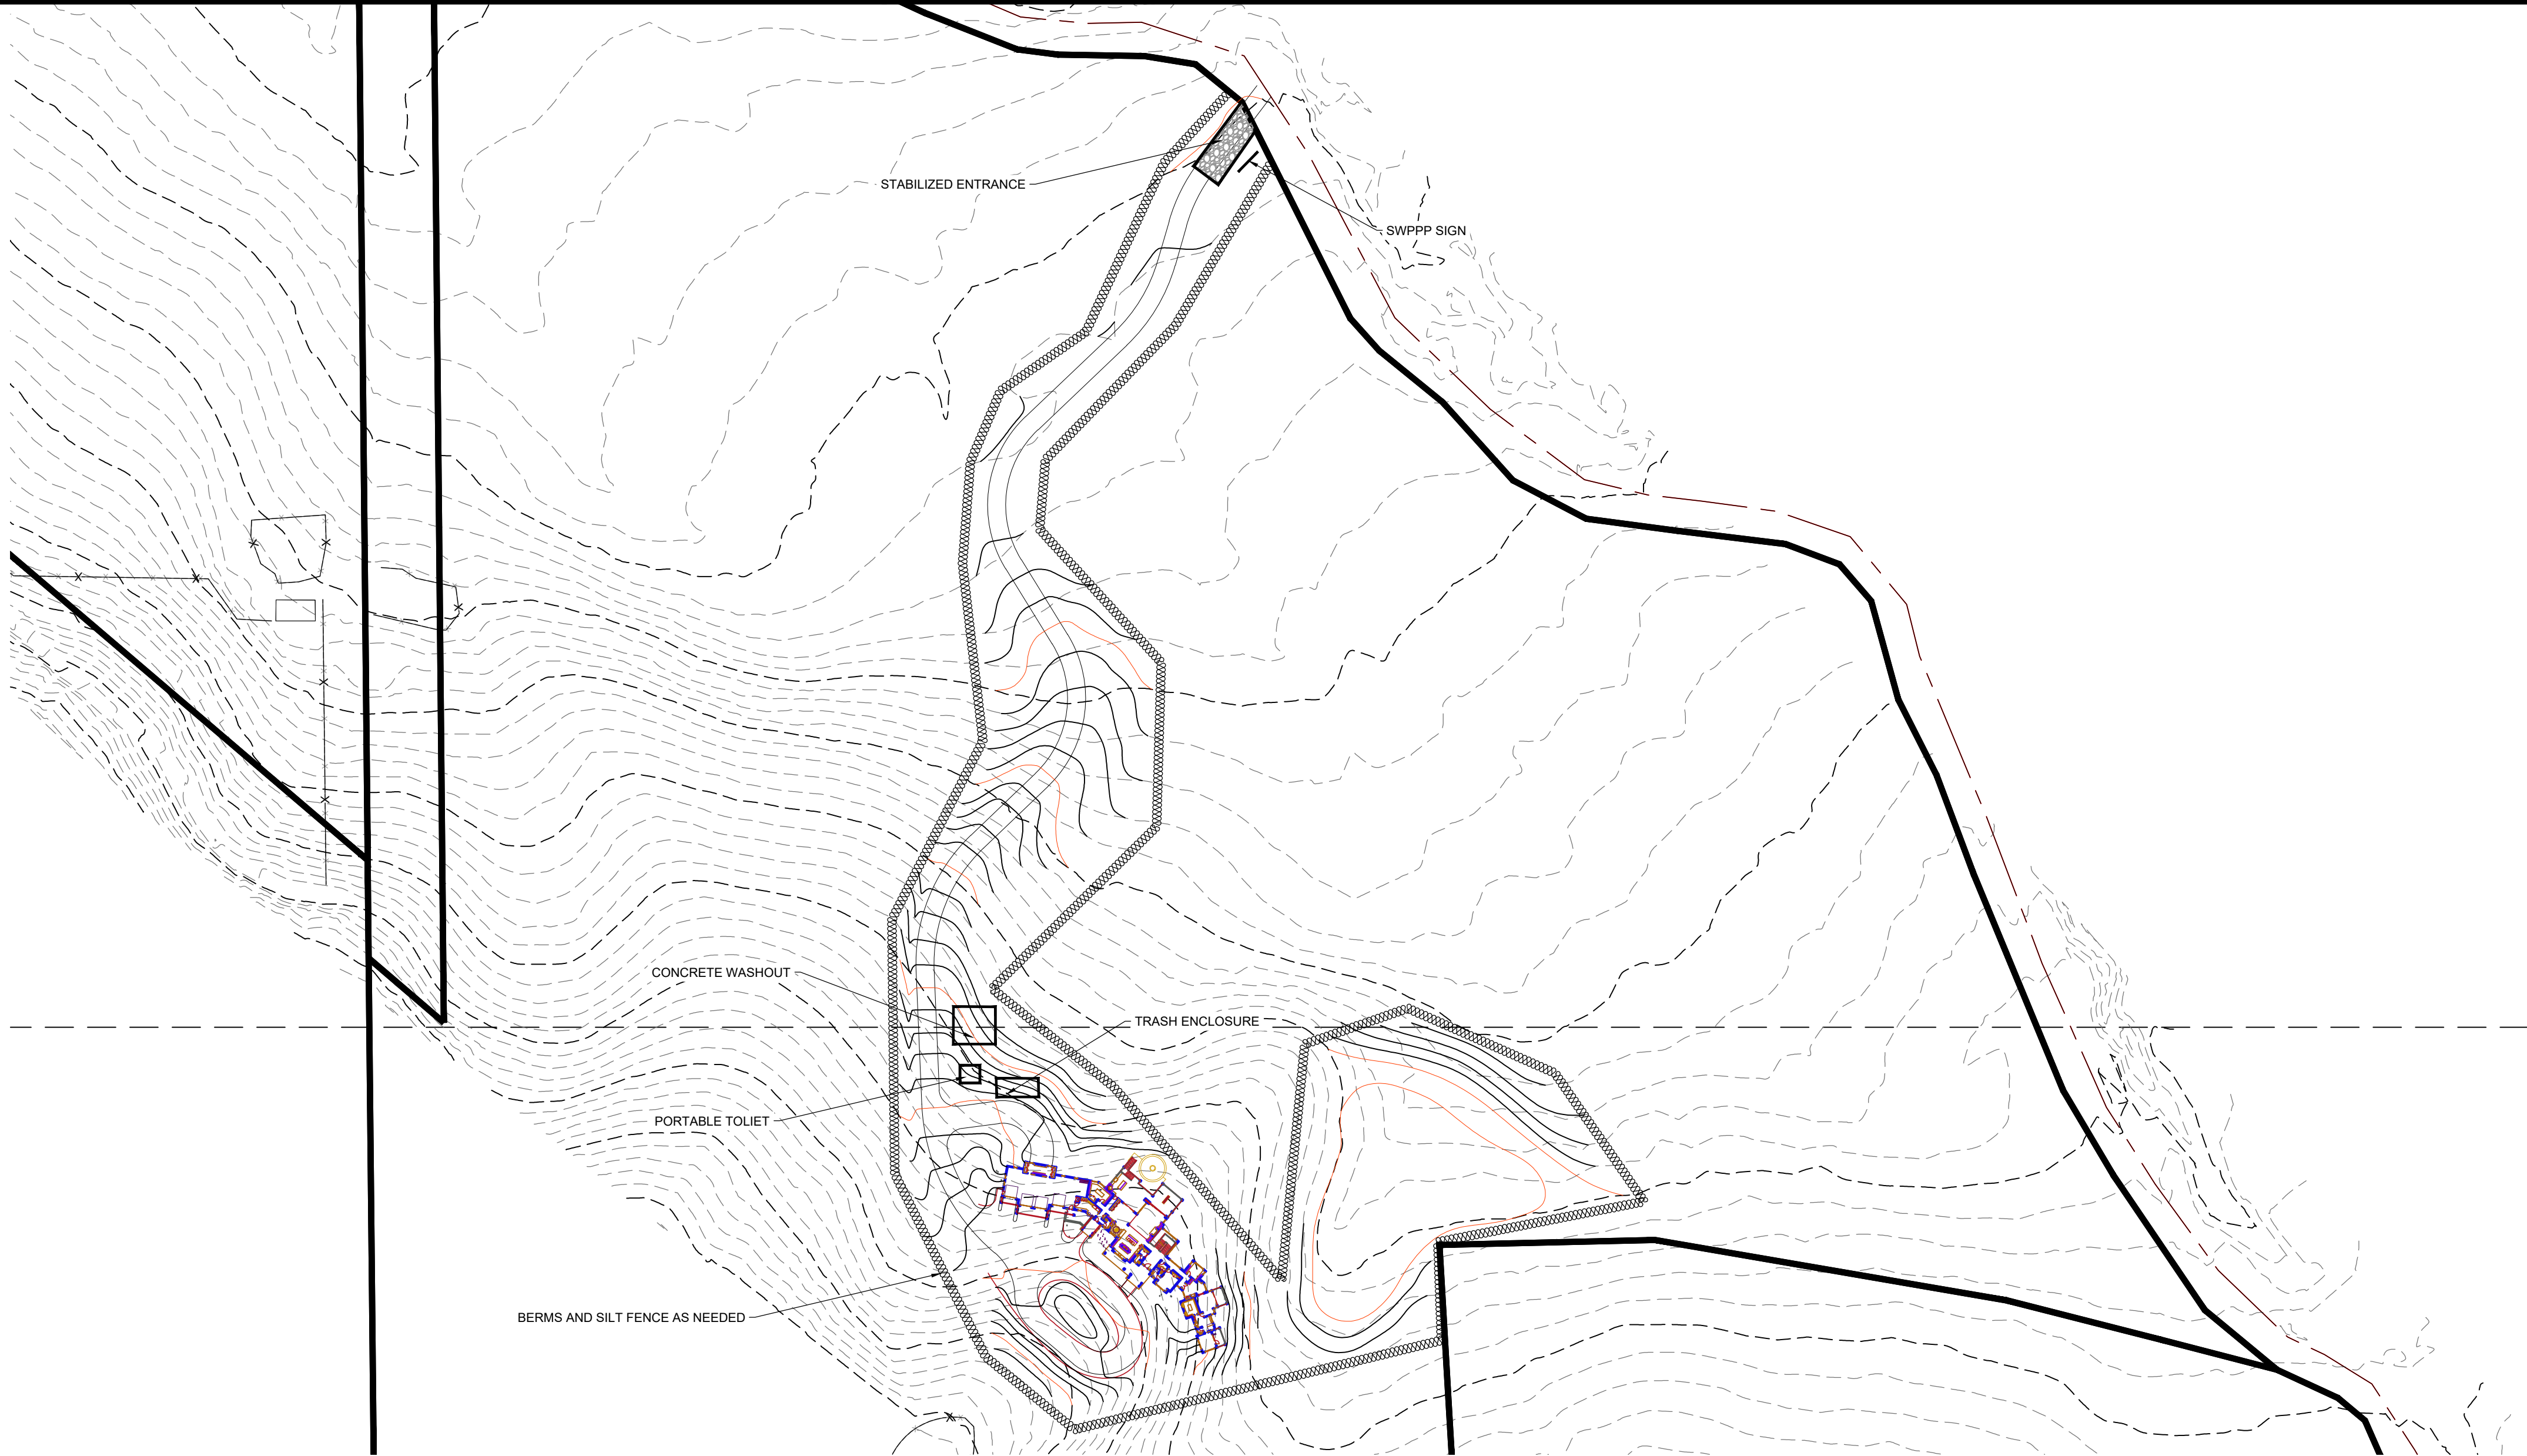 STABILIZED ENTRANCE
SWPPP SIGN
CONCRETE WASHOUT
TRASH ENCLOSURE
PORTABLE TOLIET
BERMS AND SILT FENCE AS NEEDED